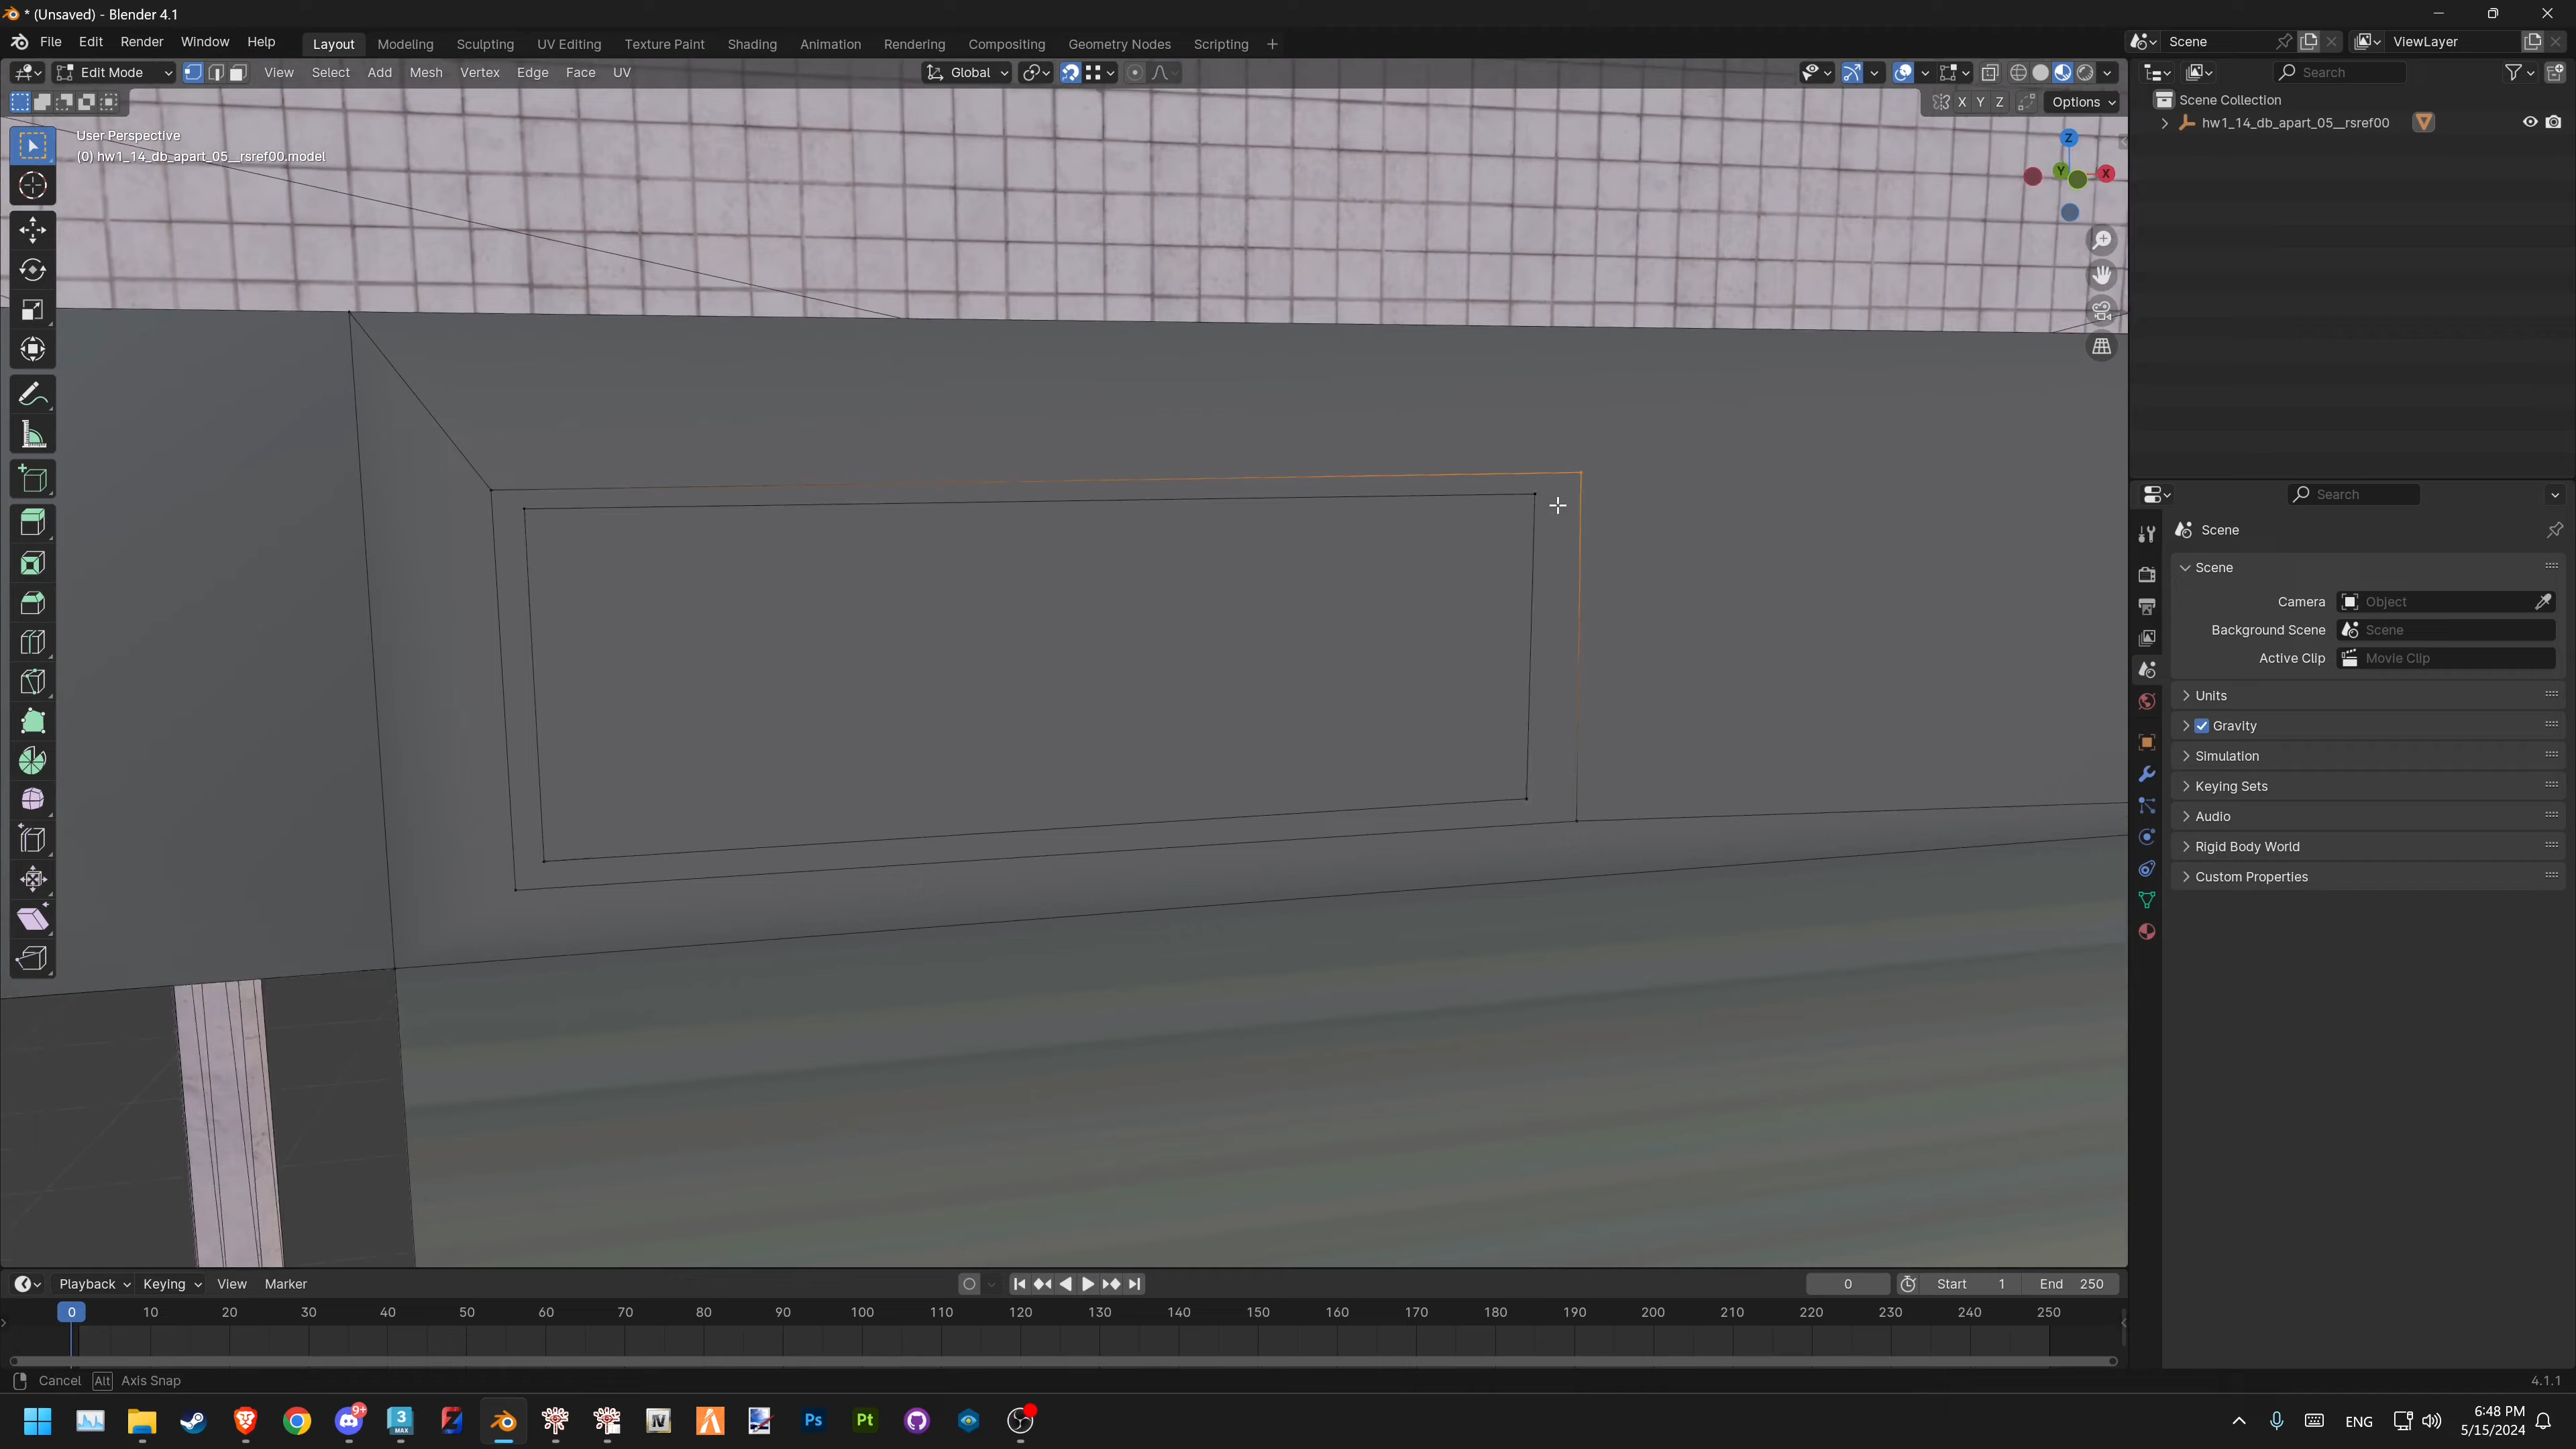 * (Unsaved) - Blender 4.1
File Edit Render Window Help Layout Modeling Sculpting UV Editing Texture Paint Shading Animation Rendering Compositing Geometry Nodes Scripting + Scene ViewLayer
Edit Mode View Select Add Mesh Vertex Edge Face UV Global Search
X Y Z Options
Scene Collection
hw1_14_db_apart_05__rsref00
User Perspective
(0) hw1_14_db_apart_05__rsref00.model
Z
Y
X
Search
Scene
Scene
Camera Object
Background Scene Scene
Active Clip Movie Clip
Units
Gravity
Simulation
Keying Sets
Audio
Rigid Body World
Custom Properties
Playback Keying View Marker 0 Start 1 End 250
0 10 20 30 40 50 60 70 80 90 100 110 120 130 140 150 160 170 180 190 200 210 220 230 240 250
Cancel Alt Axis Snap 4.1.1
9+ 3 MAX Z N Ps Pt ENG 6:48 PM
5/15/2024